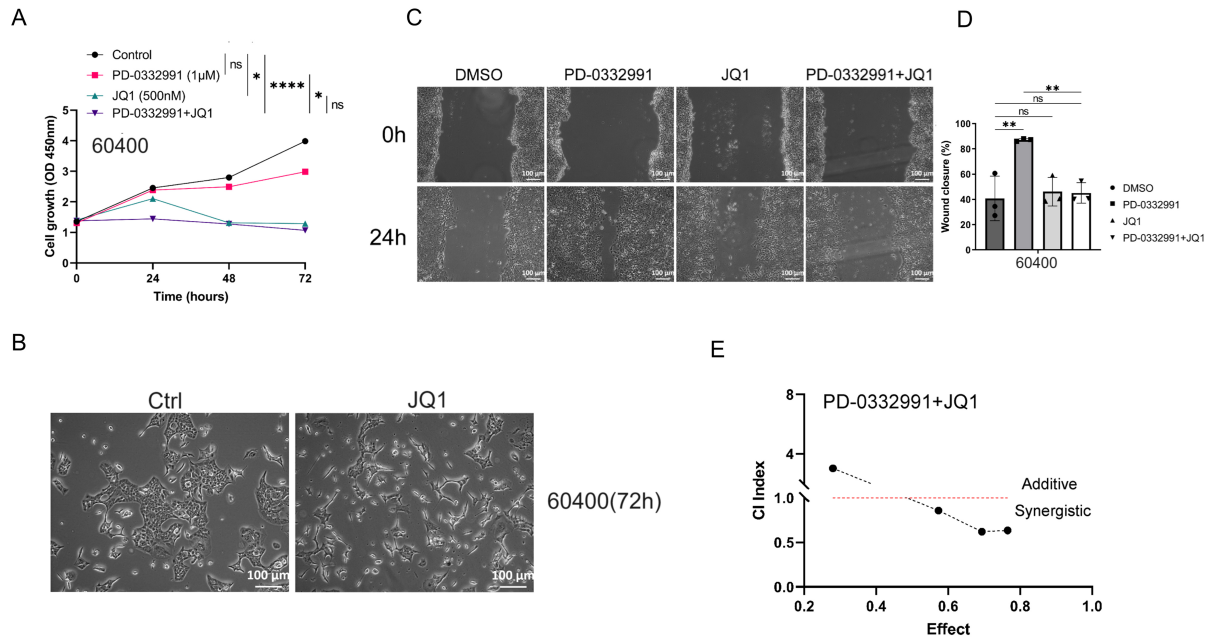 A
Control
PD-0332991 (1μM)
JQ1 (500nM)
PD-0332991+JQ1
ns
*
****
*
ns
60400
Cell growth (OD 450nm)
5
4
3
2
1
0
0
24
48
72
Time (hours)
B
Ctrl
JQ1
100 μm
100 μm
60400(72h)
C
DMSO
PD-0332991
JQ1
PD-0332991+JQ1
0h
100 μm
100 μm
100 μm
100 μm
24h
100 μm
100 μm
100 μm
100 μm
D
**
ns
ns
**
Wound closure (%)
100
80
60
40
20
0
60400
DMSO
PD-0332991
JQ1
PD-0332991+JQ1
E
PD-0332991+JQ1
CI Index
8
4
1.0
0.5
0.0
Additive
Synergistic
0.2
0.4
0.6
0.8
1.0
Effect